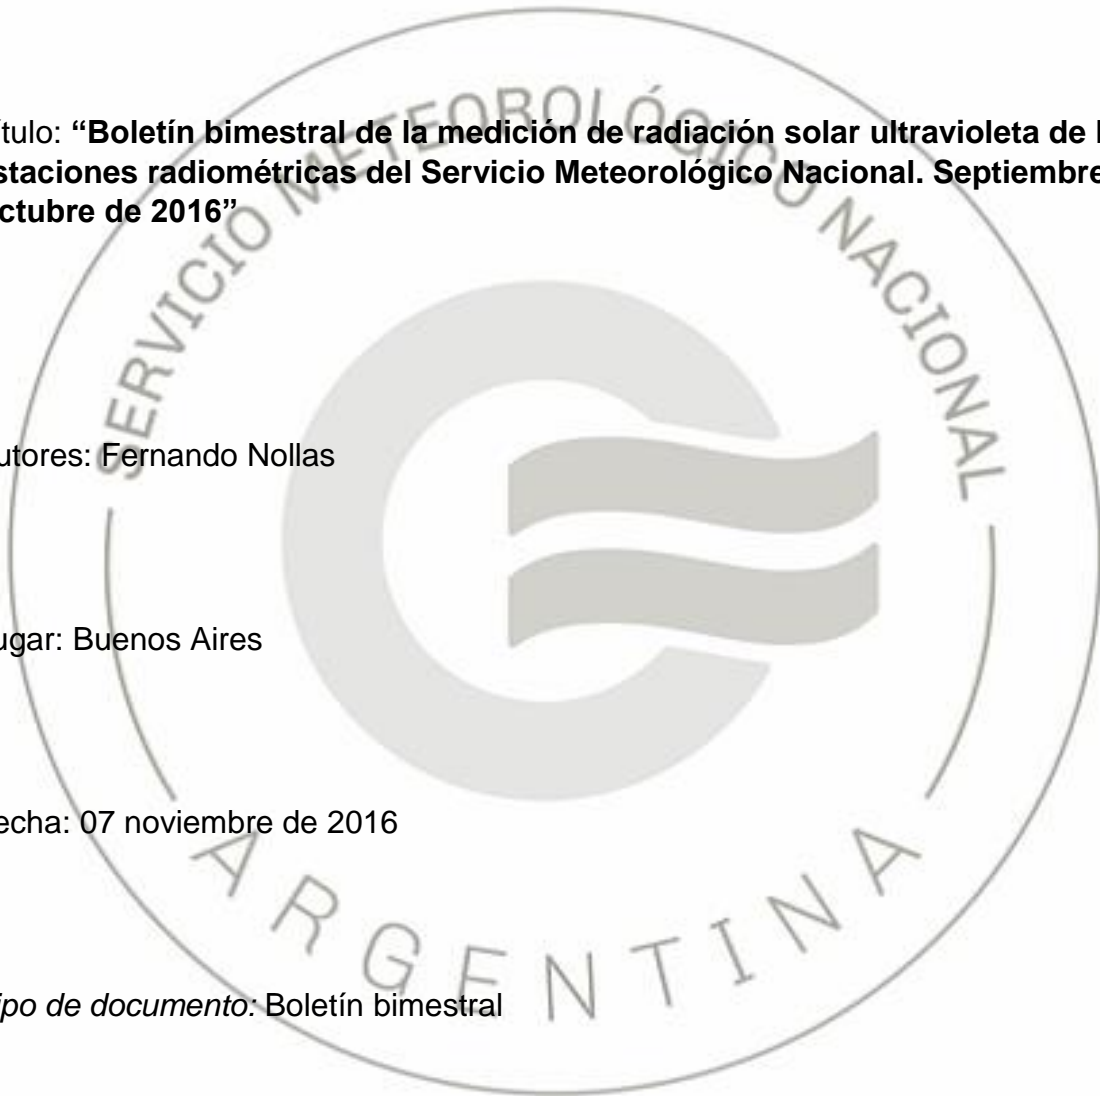 ítulo: “Boletín bimestral de la medición de radiación solar ultravioleta de l
staciones radiométricas del Servicio Meteorológico Nacional. Septiembre
ctubre de 2016”
utores: Fernando Nollas
ugar: Buenos Aires
echa: 07 noviembre de 2016
ipo de documento: Boletín bimestral
SERVICIO METEOROLÓGICO NACIONAL
ARGENTINA